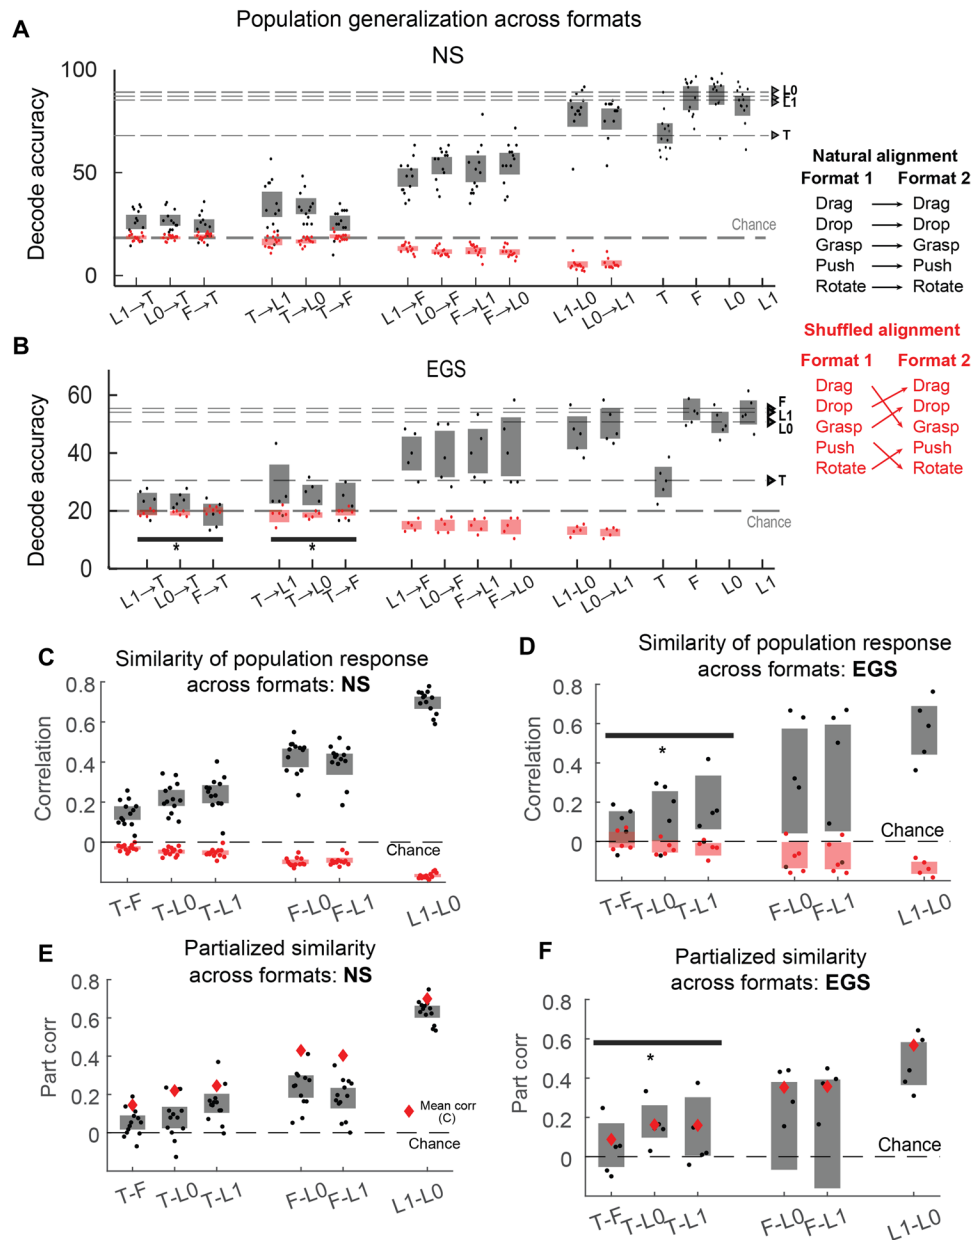 Population generalization across formats
A
NS
100
50
0
Decode accuracy
L0
L1
T
Chance
L1→T
L0→T
F→T
T→L1
T→L0
T→F
L1→F
L0→F
F→L1
F→L0
L1-L0
L0→L1
T
F
L0
L1
Natural alignment
Format 1 Format 2
Drag → Drag
Drop → Drop
Grasp → Grasp
Push → Push
Rotate → Rotate
Shuffled alignment
Format 1 Format 2
Drag Drag
Drop Drop
Grasp Grasp
Push Push
Rotate Rotate
B
EGS
60
40
20
0
Decode accuracy
F
L1
L0
T
Chance
*
*
L1→T
L0→T
F→T
T→L1
T→L0
T→F
L1→F
L0→F
F→L1
F→L0
L1-L0
L0→L1
T
F
L0
L1
C
Similarity of population response
across formats: NS
0.8
0.4
0.2
0
Correlation
Chance
T-F
T-L0
T-L1
F-L0
F-L1
L1-L0
D
Similarity of population response
across formats: EGS
0.8
0.4
0.2
0
Correlation
*
Chance
T-F
T-L0
T-L1
F-L0
F-L1
L1-L0
E
Partialized similarity
across formats: NS
0.8
0.4
0.2
0
Part corr
Mean corr
(C)
Chance
T-F
T-L0
T-L1
F-L0
F-L1
L1-L0
F
Partialized similarity
across formats: EGS
0.8
0.4
0.2
0
Part corr
*
Chance
T-F
T-L0
T-L1
F-L0
F-L1
L1-L0